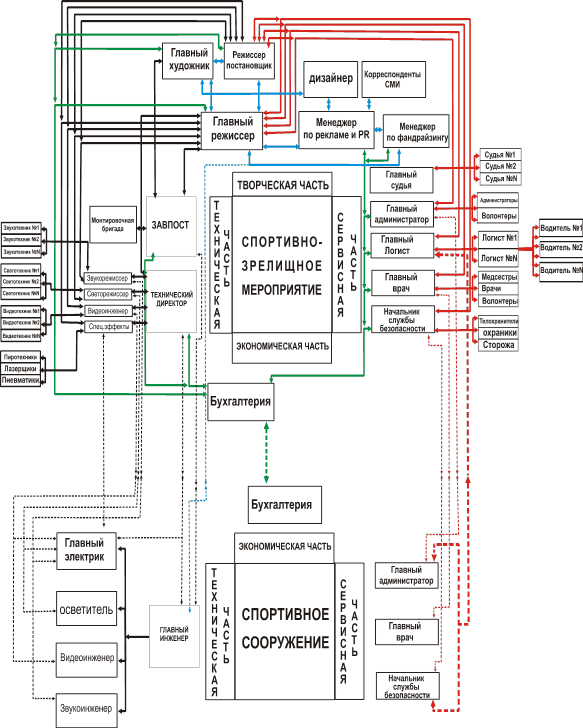 Главный
художник
Режиссер
постановщик
дизайнер
Корреспонденты
СМИ
Главный
режиссер
Менеджер
по рекламе и PR
Менеджер
по фандрайзингу
Судья №1
Судья №2
Судья №N
Главный
судья
ТВОРЧЕСКАЯ ЧАСТЬ
ТЕХНИЧЕСКАЯ
ЧАСТЬ
СПОРТИВНО-
ЗРЕЛИЩНОЕ
МЕРОПРИЯТИЕ
СЕРВИСНАЯ
ЧАСТЬ
ЭКОНОМИЧЕСКАЯ ЧАСТЬ
Главный
администратор
Администраторы
Волонтеры
Главный
Логист
Логист №1
Логист №N
Водитель №1
Водитель №2
Водитель №N
Главный
врач
Медсестры
Врачи
Волонтеры
Начальник
службы
безопасности
Телохранители
охраники
Сторожа
Монтировочная
бригада
ЗАВПОСТ
Звукотехник №1
Звукотехник №2
Звукотехник №N
Светотехник №1
Светотехник №2
Светотехник №N
Видеотехник №1
Видеотехник №2
Видеотехник №N
Пиротехники
Лазерщики
Пневматики
Звукорежиссер
Светорежиссер
Видеоинженер
Спец.эффекты
ТЕХНИЧЕСКИЙ
ДИРЕКТОР
Бухгалтерия
Бухгалтерия
ЭКОНОМИЧЕСКАЯ ЧАСТЬ
ТЕХНИЧЕСКАЯ
ЧАСТЬ
СПОРТИВНОЕ
СООРУЖЕНИЕ
СЕРВИСНАЯ
ЧАСТЬ
Главный
электрик
осветитель
Видеоинженер
Звукоинженер
ГЛАВНЫЙ
ИНЖЕНЕР
Главный
администратор
Главный
врач
Начальник
службы
безопасности